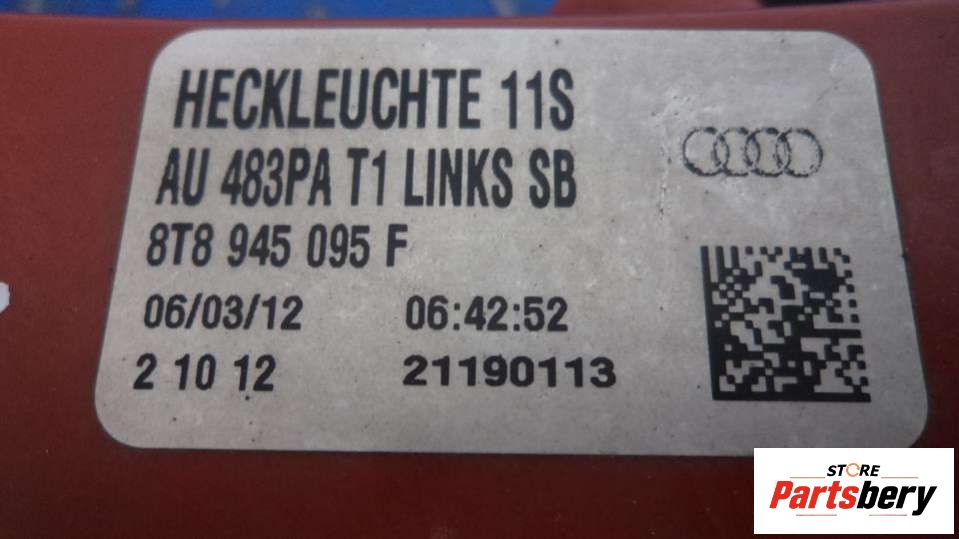 HECKLEUCHTE 11S
AU 483PA T1 LINKS SB
8T8 945 095 F
06/03/12 06:42:52
2 10 12 21190113
STORE
Partsbery